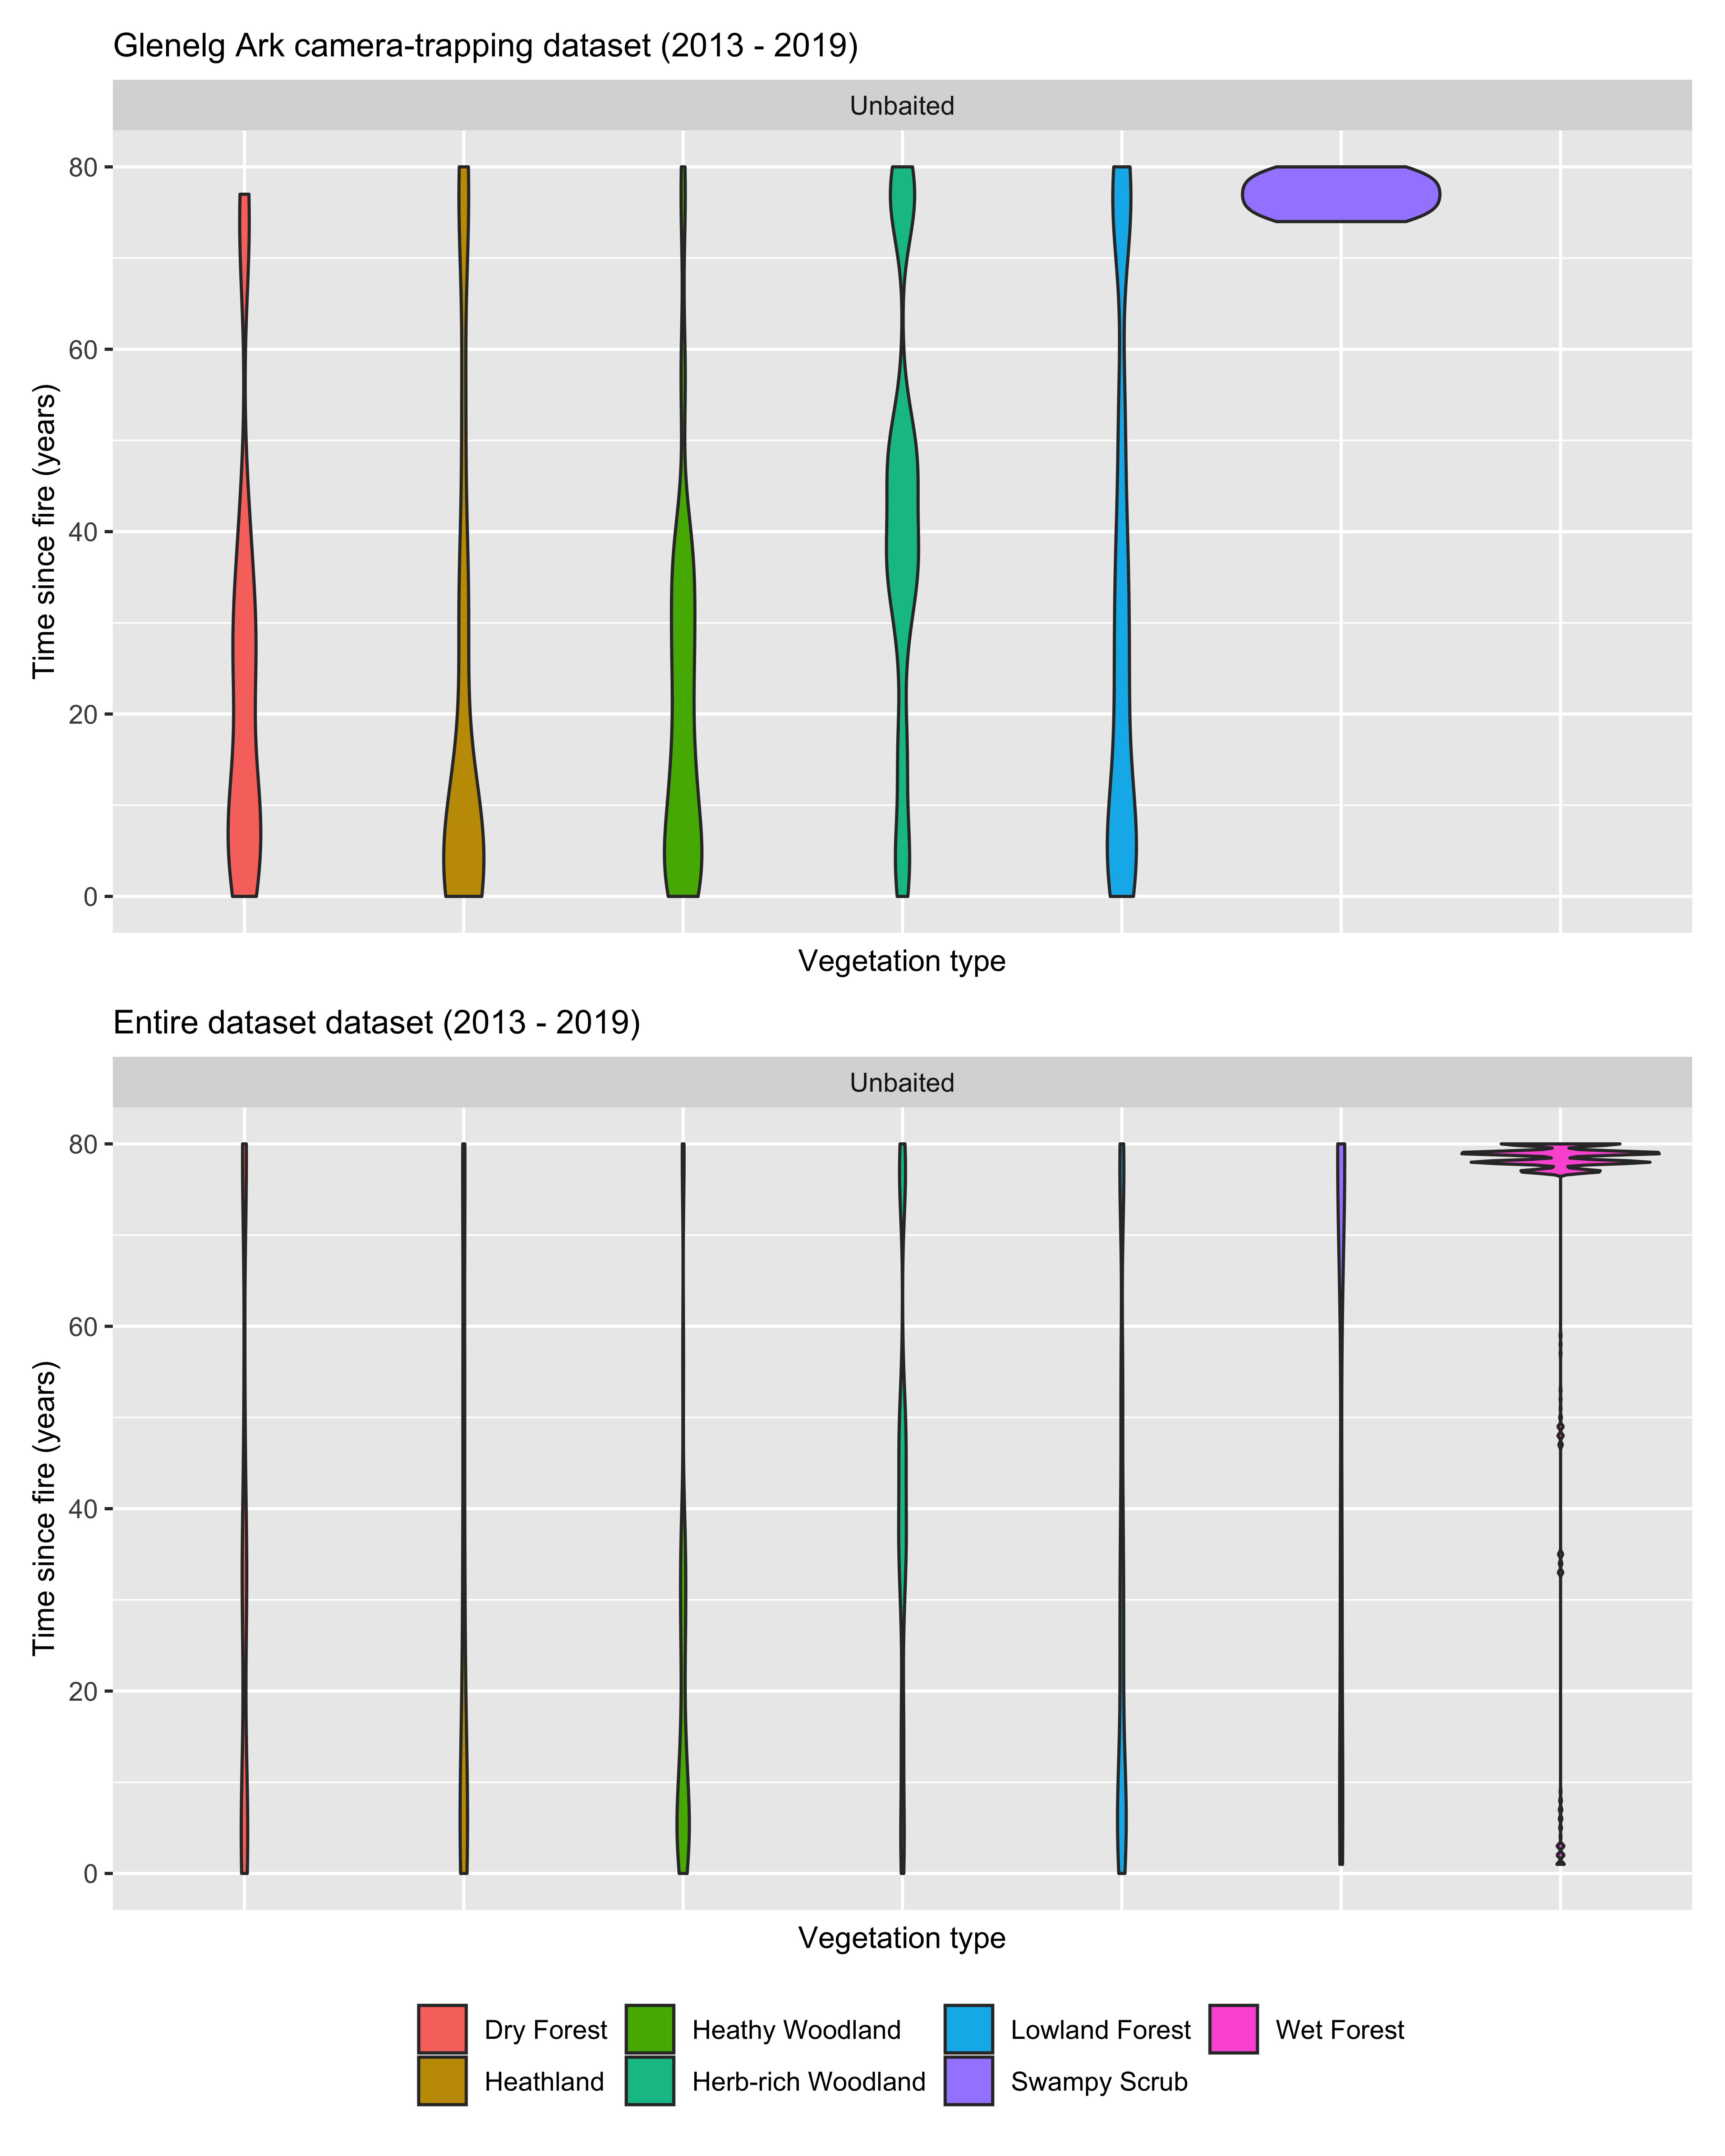 Glenelg Ark camera-trapping dataset (2013 - 2019)
Unbaited
80
60
40
20
0
Time since fire (years)
Vegetation type
Entire dataset dataset (2013 - 2019)
Unbaited
80
60
40
20
0
Time since fire (years)
Vegetation type
Dry Forest Heathy Woodland Lowland Forest Wet Forest
Heathland Herb-rich Woodland Swampy Scrub